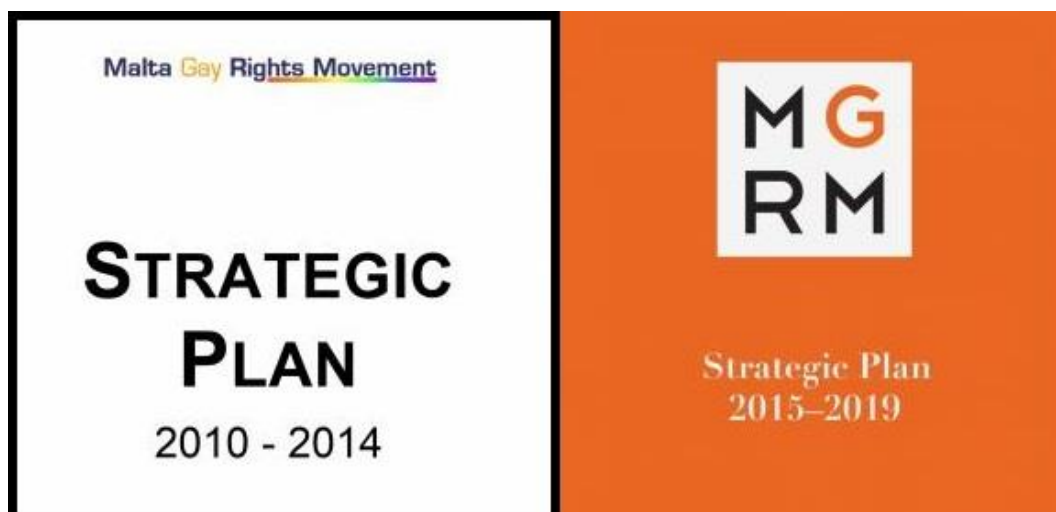 Malta Gay Rights Movement
STRATEGIC
PLAN
2010 - 2014
M G
R M
Strategic Plan
2015–2019